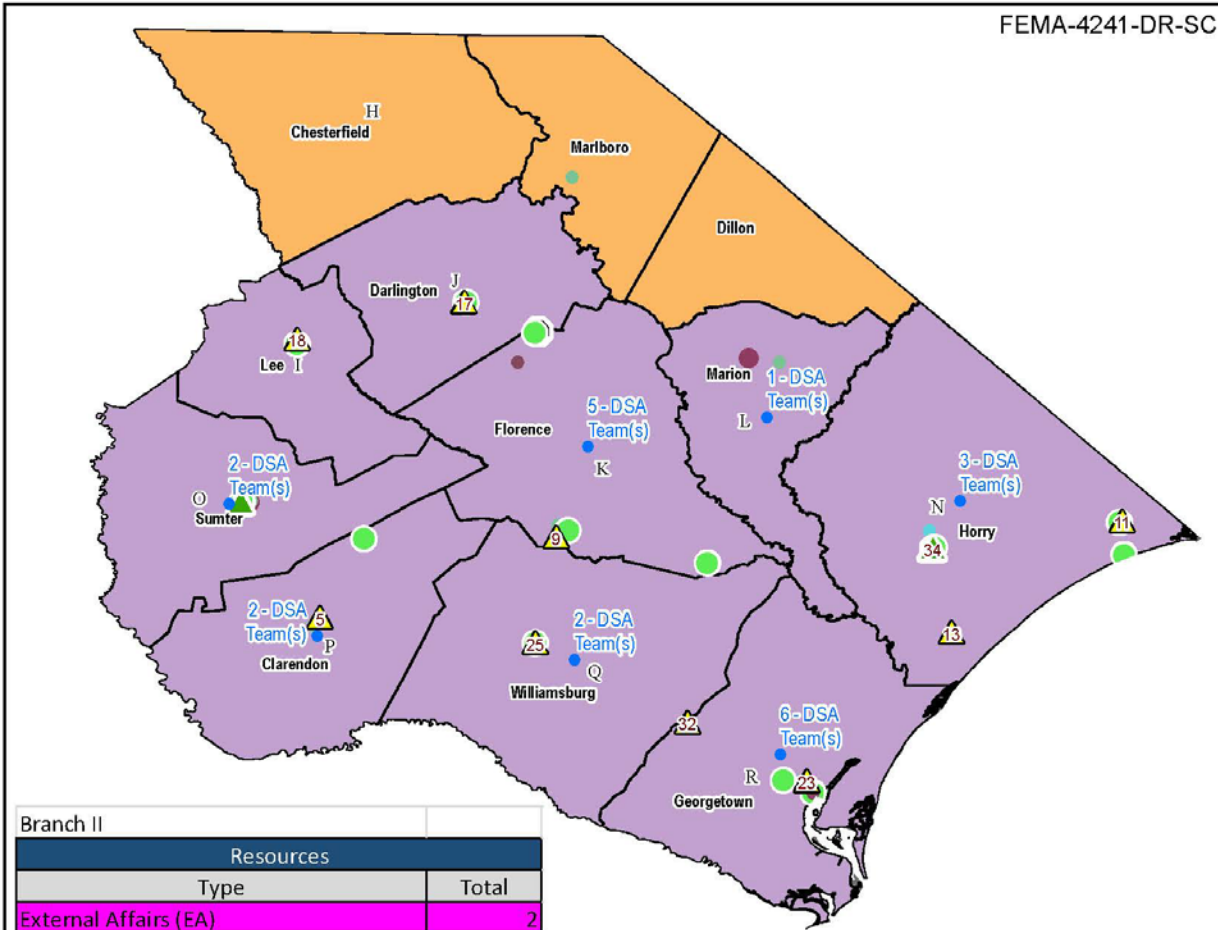 FEMA-4241-DR-SC
H
Chesterfield
Marlboro
Dillon
J
Darlington
17
18
Lee I
Marion
1 - DSA
Team(s)
L
5 - DSA
Team(s)
Florence
K
3 - DSA
Team(s)
N
Horry
11
34
13
2 - DSA
Team(s)
O
Sumter
9
2 - DSA
Team(s)
5
P
Clarendon
25
2 - DSA
Team(s)
Q
Williamsburg
32
6 - DSA
Team(s)
R
23
Georgetown
Branch II
Resources
Type Total
External Affairs (EA) 2